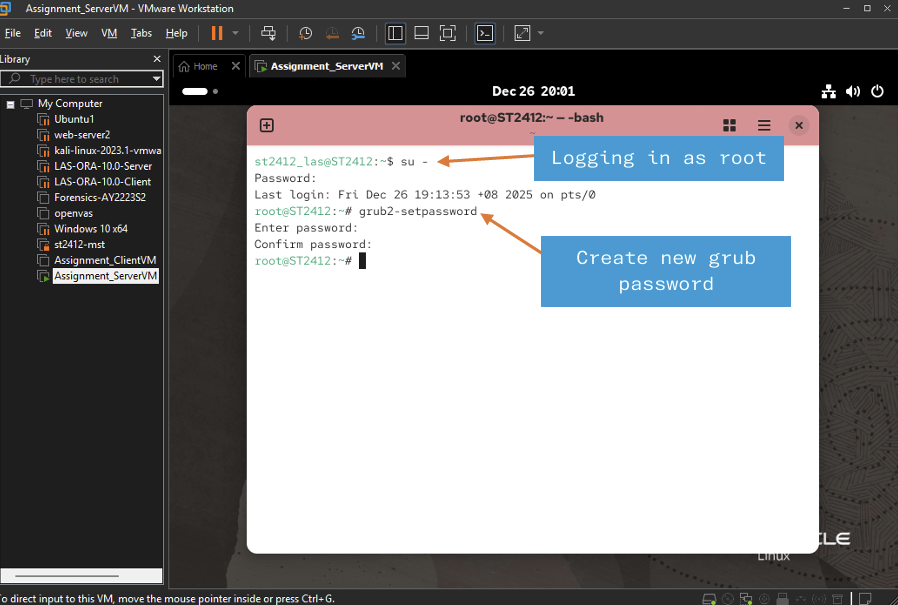 Assignment_ServerVM - VMware Workstation
File Edit View VM Tabs Help
Library
Type here to search
Home
Assignment_ServerVM
My Computer
Ubuntu1
web-server2
kali-linux-2023.1-vmwa
LAS-ORA-10.0-Server
LAS-ORA-10.0-Client
Forensics-AY2223S2
openvas
Windows 10 x64
st2412-mst
Assignment_ClientVM
Assignment_ServerVM
Dec 26 20:01
root@ST2412:~ — -bash
st2412_las@ST2412:~$ su -
Password:
Last login: Fri Dec 26 19:13:53 +08 2025 on pts/0
root@ST2412:~# grub2-setpassword
Enter password:
Confirm password:
root@ST2412:~#
Logging in as root
Create new grub
password
CLE
Linux
To direct input to this VM, move the mouse pointer inside or press Ctrl+G.